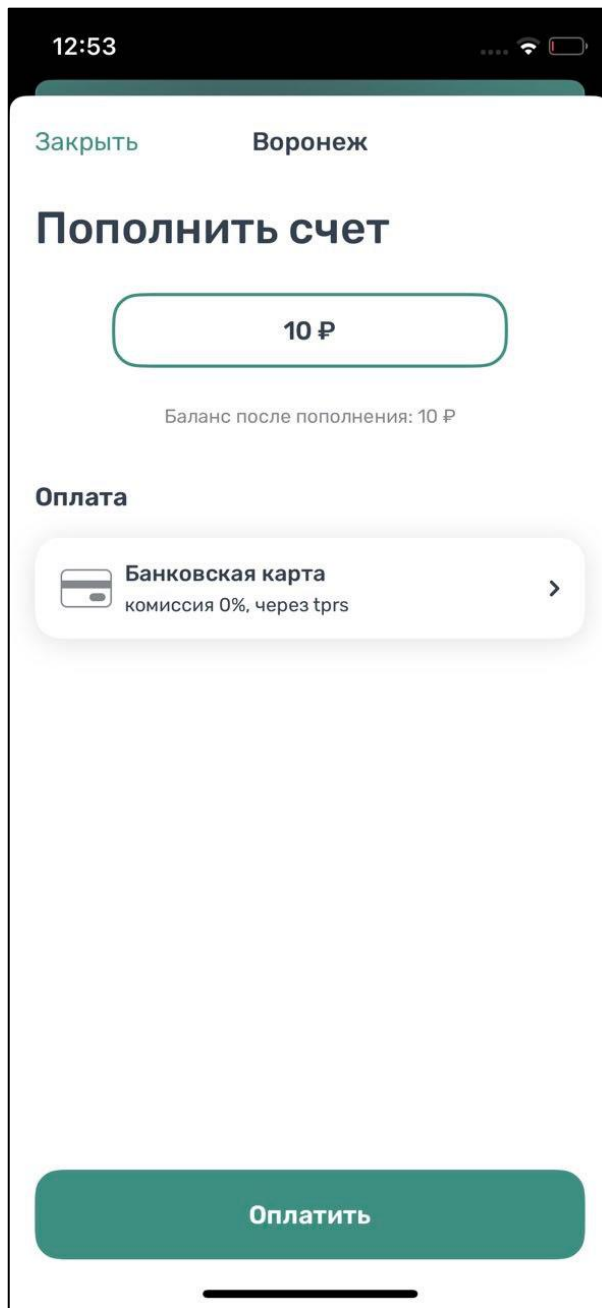 12:53
Закрыть
Воронеж
Пополнить счет
10 ₽
Баланс после пополнения: 10 ₽
Оплата
Банковская карта
комиссия 0%, через tprs
Оплатить